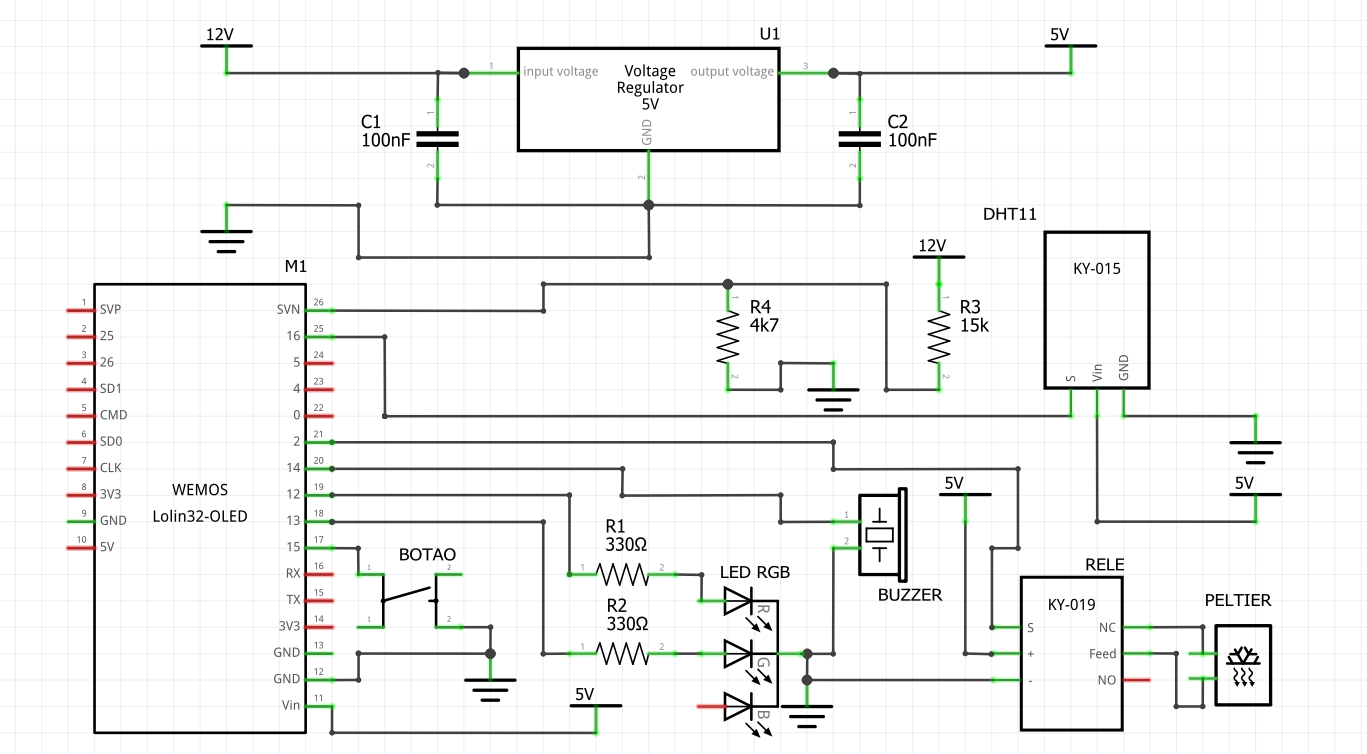 12V
U1
5V
1
input voltage
Voltage
Regulator
5V
output voltage
3
GND
2
C1
100nF
1
2
C2
100nF
1
2
DHT11
KY-015
S
Vin
GND
12V
R4
4k7
1
2
R3
15k
1
2
M1
1 SVP
2 25
3 26
4 SD1
5 CMD
6 SD0
7 CLK
8 3V3
9 GND
10 5V
WEMOS
Lolin32-OLED
SVN 26
16 25
5 24
4 23
0 22
2 21
14 20
12 19
13 18
15 17
RX 16
TX 15
3V3 14
GND 13
GND 12
Vin 11
BOTAO
1
2
1
2
R1
330Ω
1
2
R2
330Ω
1
2
LED RGB
R
G
B
5V
1
2
BUZZER
5V
5V
RELE
KY-019
S
+
-
NC
Feed
NO
PELTIER